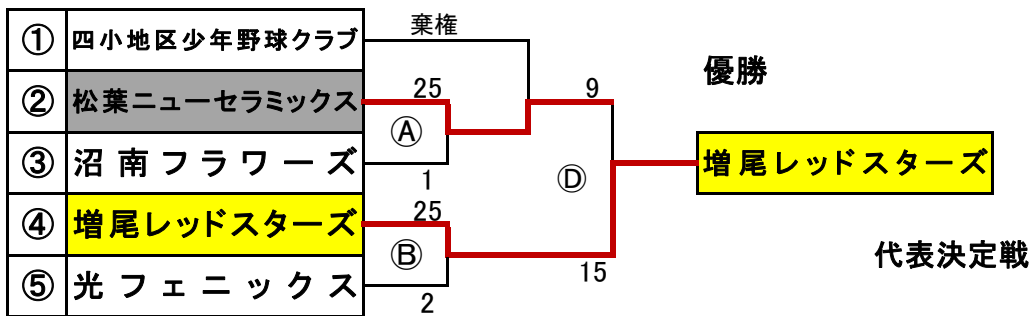 ① 四小地区少年野球クラブ 棄権
優勝
② 松葉ニューセラミックス 25 9
Ⓐ
③ 沼南フラワーズ 1
Ⓓ 増尾レッドスターズ
④ 増尾レッドスターズ 25
Ⓑ 15
代表決定戦
⑤ 光フェニックス 2